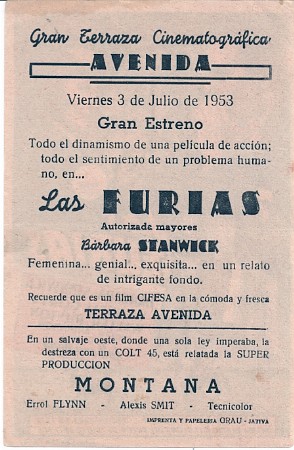 Gran Terraza Cinematográfica
AVENIDA
Viernes 3 de Julio de 1953
Gran Estreno
Todo el dinamismo de una pelicula de acción;
todo el sentimiento de un problema huma-
no, en...
Las FURIAS
Autorizada mayores
Bárbara STANWICK
Femenina... genial... exquisita... en un relato
de intrigante fondo.
Recuerde que es un film CIFESA en la cómoda y fresca
TERRAZA AVENIDA
En un salvaje oeste, donde una sola ley imperaba, la
destreza con un COLT 45, está relatada la SUPER
PRODUCCION
MONTANA
Errol FLYNN - Alexis SMIT - Tecnicolor
IMPRENTA Y PAPELERIA GRAU-JATIVA